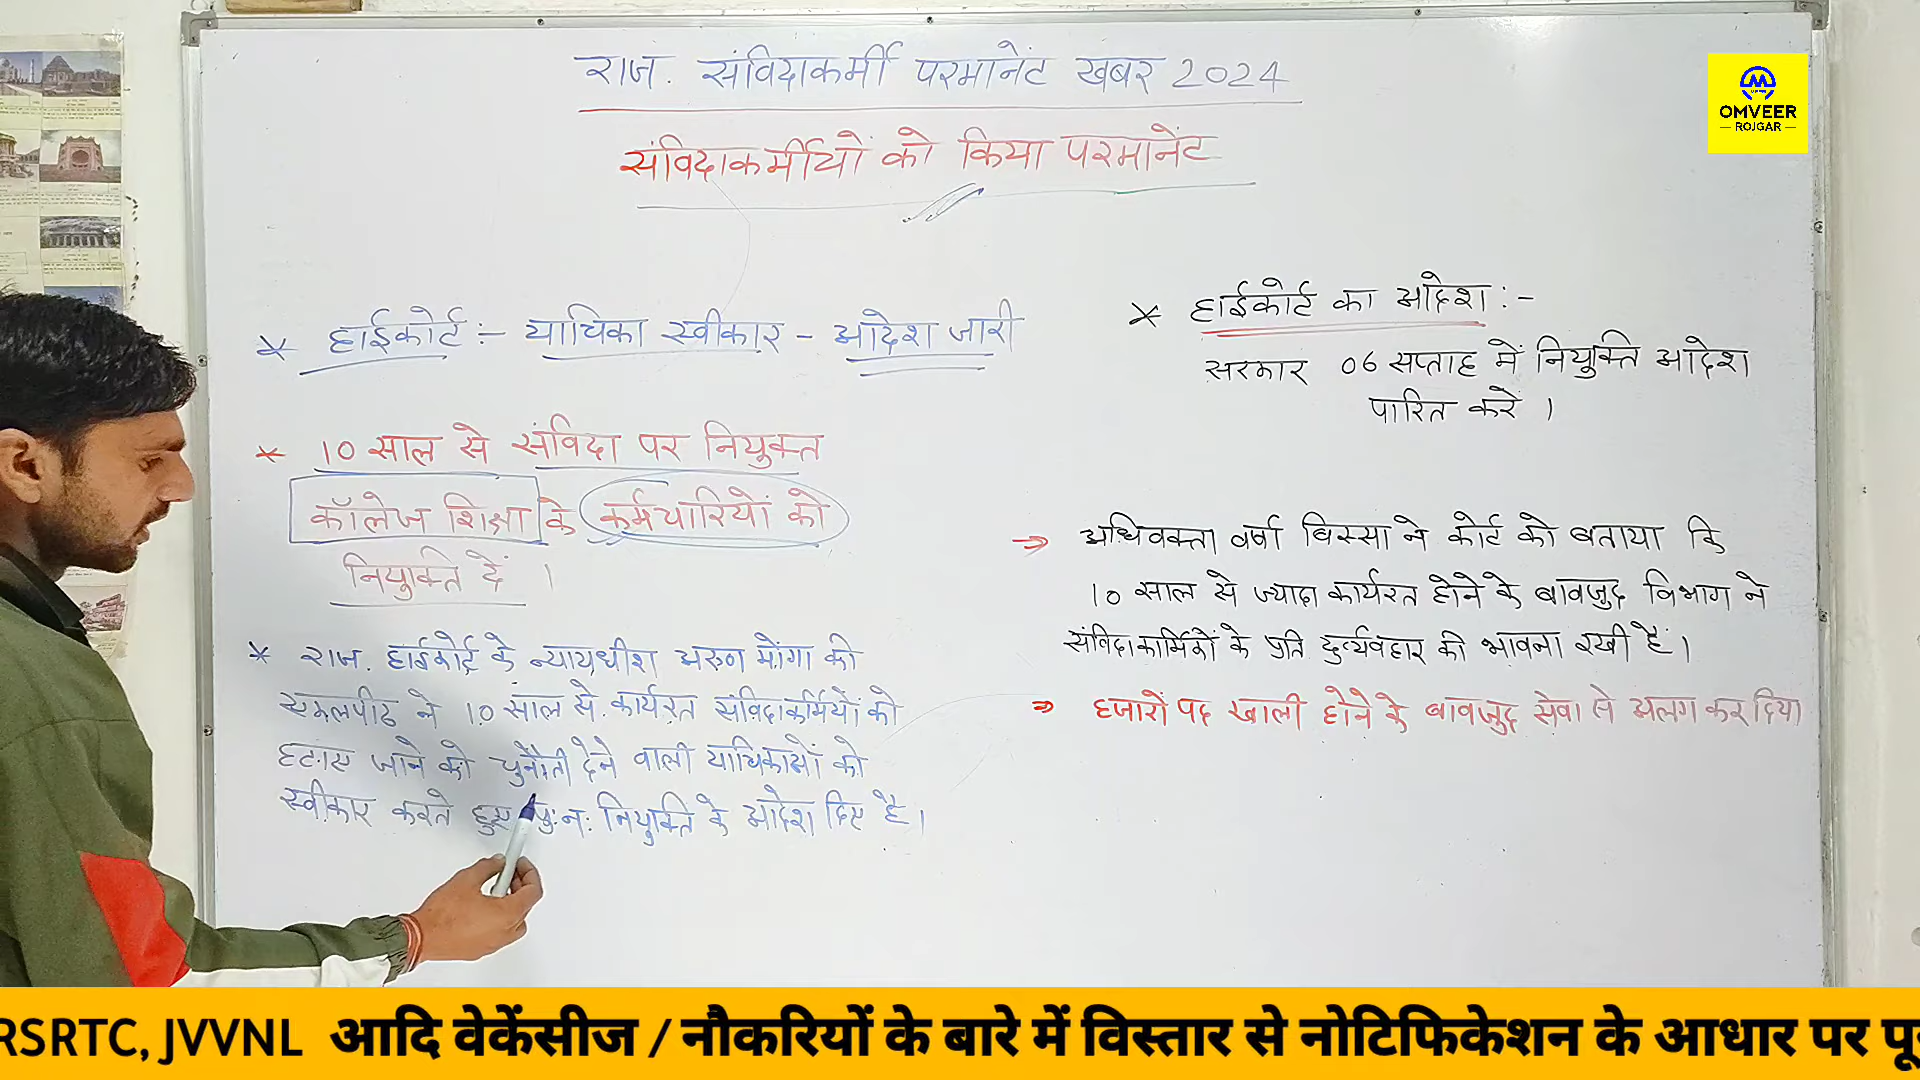 राज. संविदाकर्मी परमानेंट खबर 2024
संविदाकर्मीयों को किया परमानेंट
OMVEER
ROJGAR
* हाईकोर्ट :- याचिका स्वीकार - आदेश जारी
* 10 साल से संविदा पर नियुक्त
कॉलेज शिक्षा के कर्मचारियों को
नियुक्ति दें ।
* राज. हाईकोर्ट के न्यायधीश अरुण मोंगा की
एकलपीठ ने 10 साल से कार्यरत संविदाकर्मियों को
हटाए जाने को चुनौती देने वाली याचिकाओं को
स्वीकार करते हुए पुन: नियुक्ति के आदेश दिए है ।
* हाईकोर्ट का आदेश :-
सरकार 06 सप्ताह में नियुक्ति आदेश
पारित करें ।
⇒ अधिवक्ता वर्षा बिस्सा ने कोर्ट को बताया कि
10 साल से ज्यादा कार्यरत होने के बावजुद विभाग ने
संविदाकार्मिकों के प्रति दुर्त्यवहार की भावना रखी हैं ।
⇒ हजारों पद खाली होने के बावजुद सेवा से अलग कर दिया
RSRTC, JVVNL आदि वेकेंसीज / नौकरियों के बारे में विस्तार से नोटिफिकेशन के आधार पर